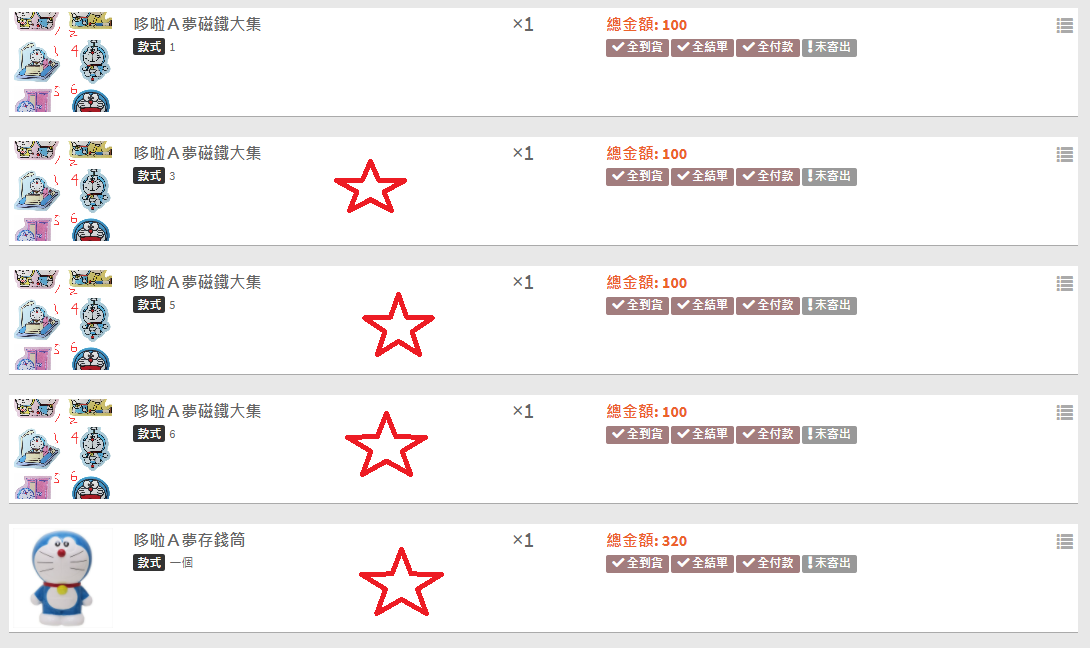 哆啦Ａ夢磁鐵大集
×1
總金額: 100
款式 1
全到貨 全結單 全付款 未寄出
哆啦Ａ夢磁鐵大集
×1
總金額: 100
款式 3
全到貨 全結單 全付款 未寄出
哆啦Ａ夢磁鐵大集
×1
總金額: 100
款式 5
全到貨 全結單 全付款 未寄出
哆啦Ａ夢磁鐵大集
×1
總金額: 100
款式 6
全到貨 全結單 全付款 未寄出
哆啦Ａ夢存錢筒
×1
總金額: 320
款式 一個
全到貨 全結單 全付款 未寄出